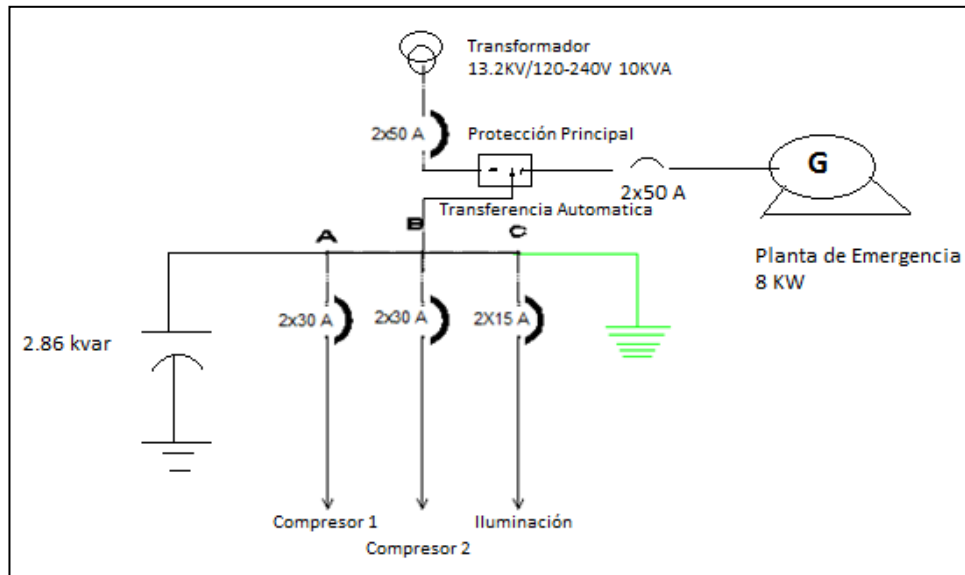 Transformador
13.2KV/120-240V 10KVA
2x50 A
Protección Principal
G
2x50 A
Transferencia Automatica
A
B
C
Planta de Emergencia
8 KW
2x30 A
2x30 A
2X15 A
2.86 kvar
Compresor 1
Iluminación
Compresor 2